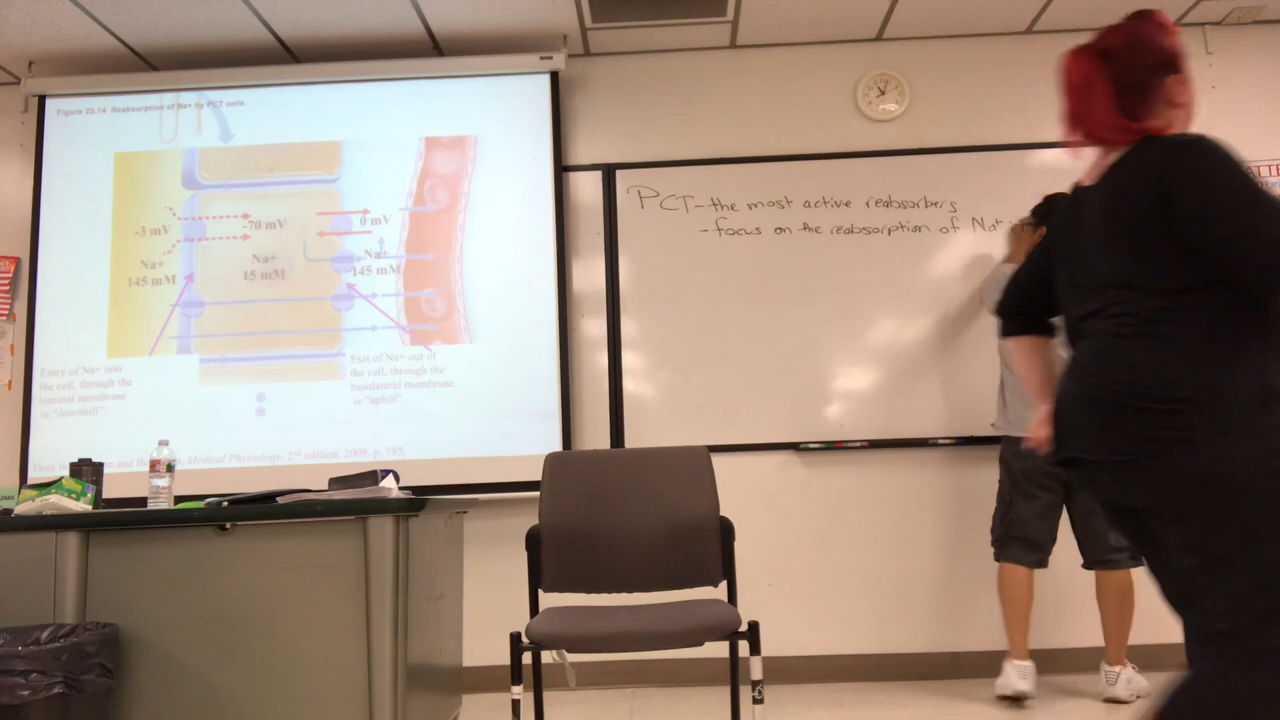 Figure 28.14 Reabsorption of Na+ by PCT cells.
-3 mV
-70 mV
0 mV
Na+
145 mM
Na+
15 mM
Na+
145 mM
Entry of Na+ into
the cell, through the
luminal membrane
is "downhill".
Exit of Na+ out of
the cell, through the
basolateral membrane
is "uphill".
Medical Physiology. 2nd edition. 2009. p. 785.
PCT - the most active reabsorbers
- focus on the reabsorption of Na+